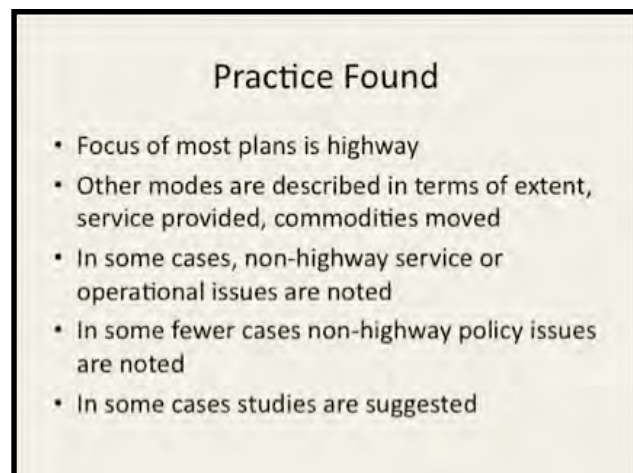 Practice Found
• Focus of most plans is highway
• Other modes are described in terms of extent,
service provided, commodities moved
• In some cases, non-highway service or
operational issues are noted
• In some fewer cases non-highway policy issues
are noted
• In some cases studies are suggested